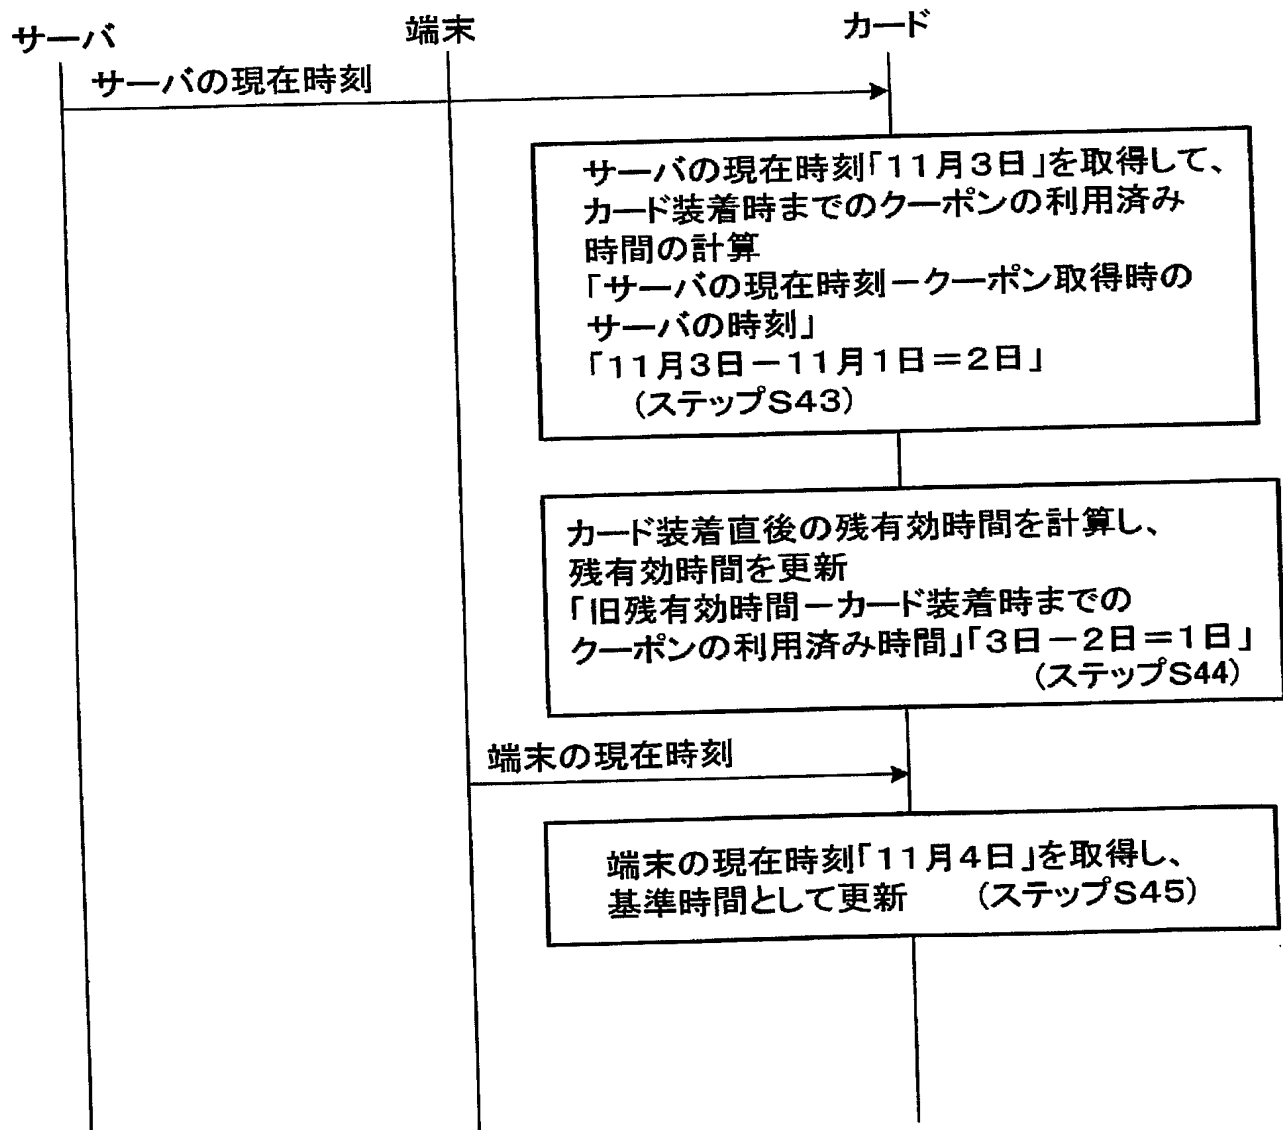 サーバ
端末
カード
サーバの現在時刻
サーバの現在時刻「11月3日」を取得して、
カード装着時までのクーポンの利用済み
時間の計算
「サーバの現在時刻－クーポン取得時の
サーバの時刻」
「11月3日－11月1日＝2日」
(ステップS43)
カード装着直後の残有効時間を計算し、
残有効時間を更新
「旧残有効時間－カード装着時までの
クーポンの利用済み時間」「3日－2日＝1日」
(ステップS44)
端末の現在時刻
端末の現在時刻「11月4日」を取得し、
基準時間として更新　　(ステップS45)